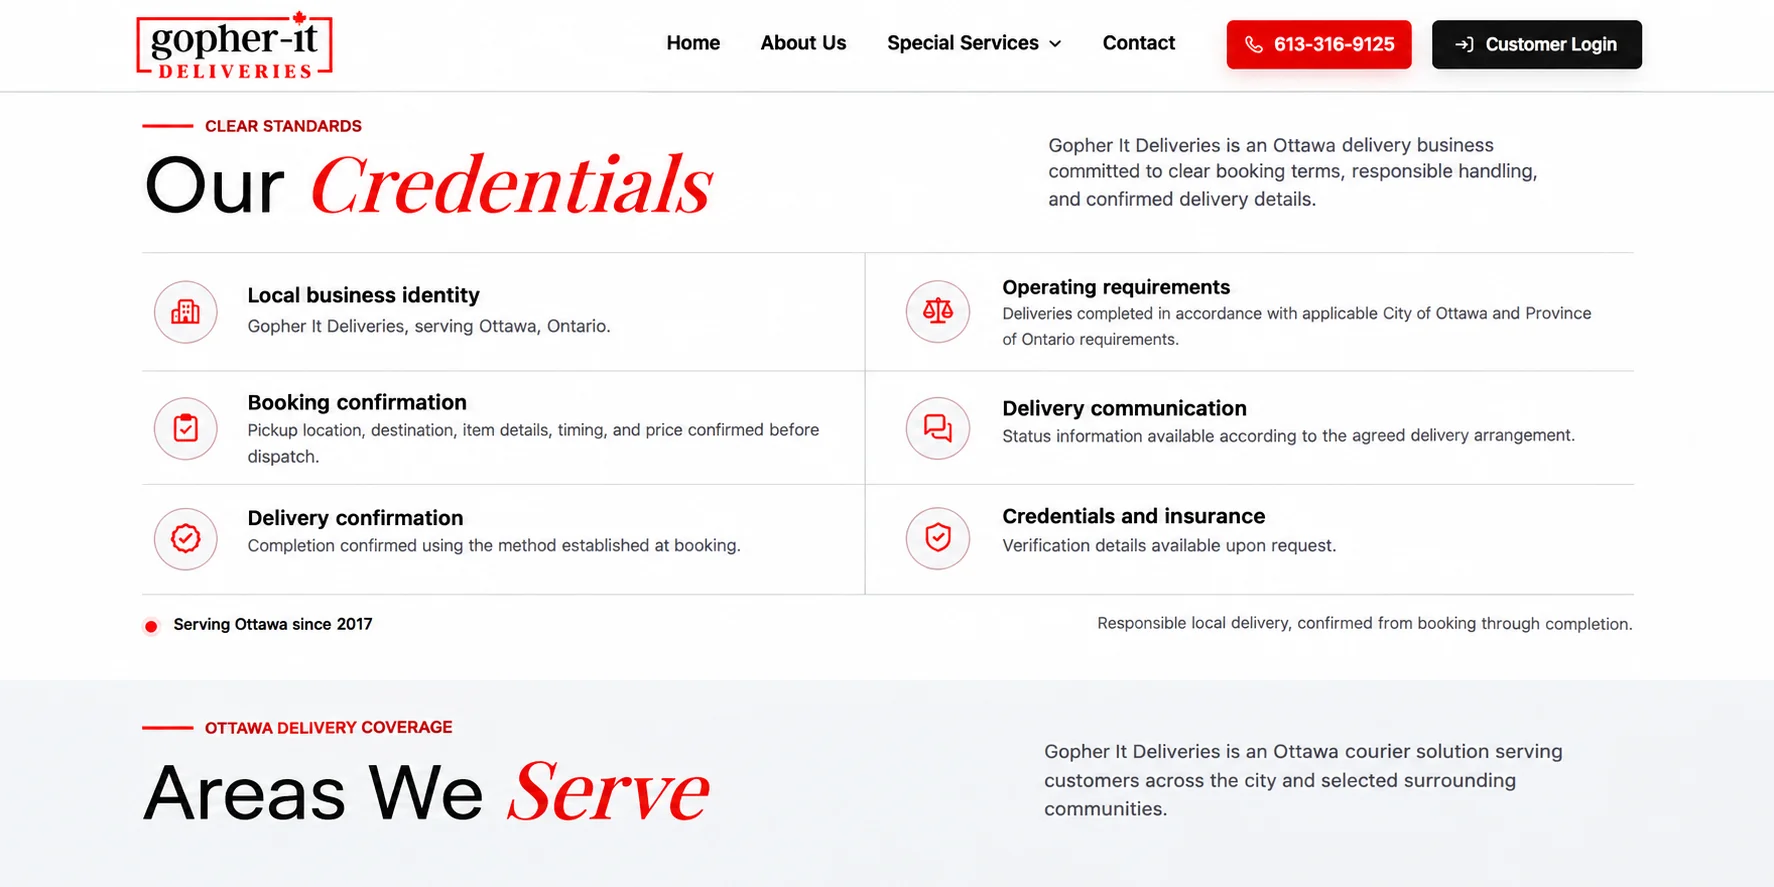 gopher-it
DELIVERIES
Home
About Us
Special Services
Contact
613-316-9125
Customer Login
CLEAR STANDARDS
Our Credentials
Gopher It Deliveries is an Ottawa delivery business
committed to clear booking terms, responsible handling,
and confirmed delivery details.
Local business identity
Gopher It Deliveries, serving Ottawa, Ontario.
Operating requirements
Deliveries completed in accordance with applicable City of Ottawa and Province
of Ontario requirements.
Booking confirmation
Pickup location, destination, item details, timing, and price confirmed before
dispatch.
Delivery communication
Status information available according to the agreed delivery arrangement.
Delivery confirmation
Completion confirmed using the method established at booking.
Credentials and insurance
Verification details available upon request.
Serving Ottawa since 2017
Responsible local delivery, confirmed from booking through completion.
OTTAWA DELIVERY COVERAGE
Areas We Serve
Gopher It Deliveries is an Ottawa courier solution serving
customers across the city and selected surrounding
communities.